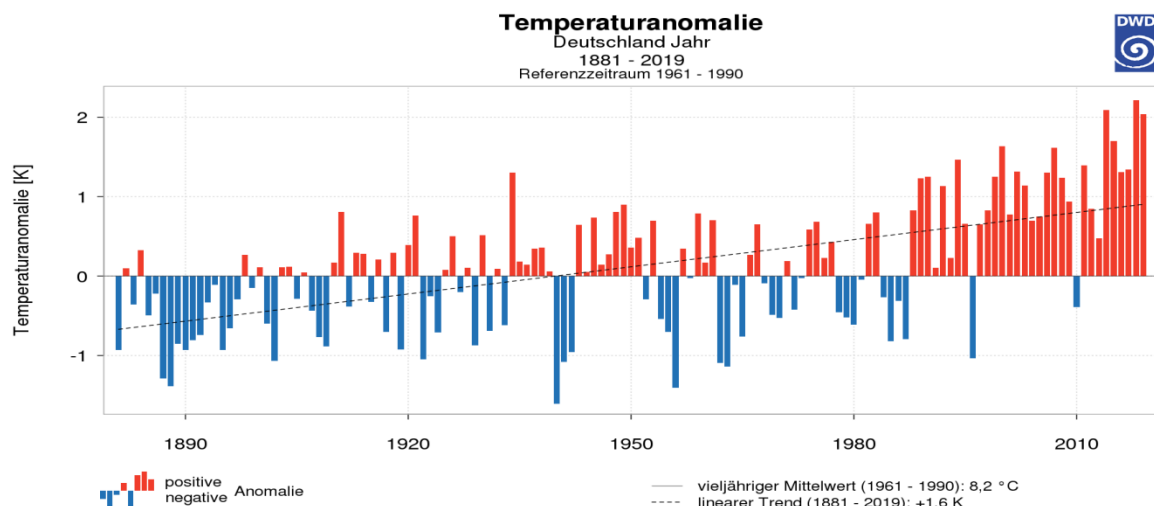 Temperaturanomalie
Deutschland Jahr
1881 - 2019
Referenzzeitraum 1961 - 1990
DWD
Temperaturanomalie [K]
2
1
0
-1
1890 1920 1950 1980 2010
positive
negative Anomalie
vieljähriger Mittelwert (1961 - 1990): 8,2 °C
linearer Trend (1881 - 2019): +1,6 K